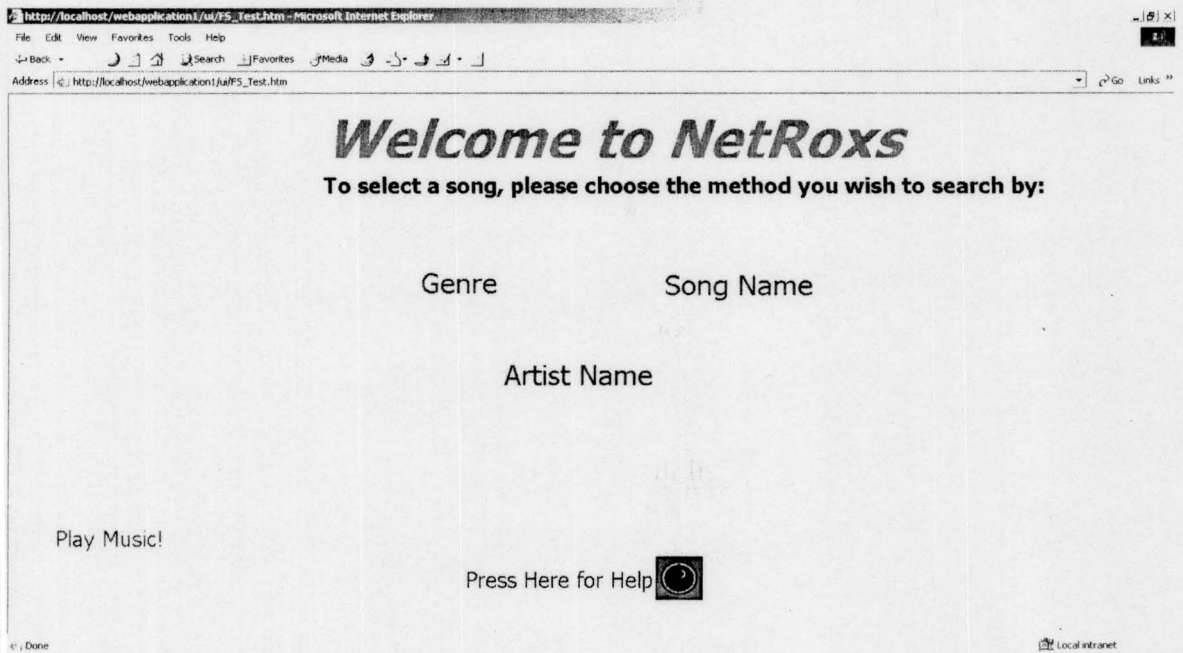 http://localhost/webapplication1/ui/F5_Test.htm - Microsoft Internet Explorer
File Edit View Favorites Tools Help
Back Search Favorites Media
Address http://localhost/webapplication1/ui/F5_Test.htm Go Links »
Welcome to NetRoxs
To select a song, please choose the method you wish to search by:
Genre Song Name
Artist Name
Play Music!
Press Here for Help
Done Local intranet